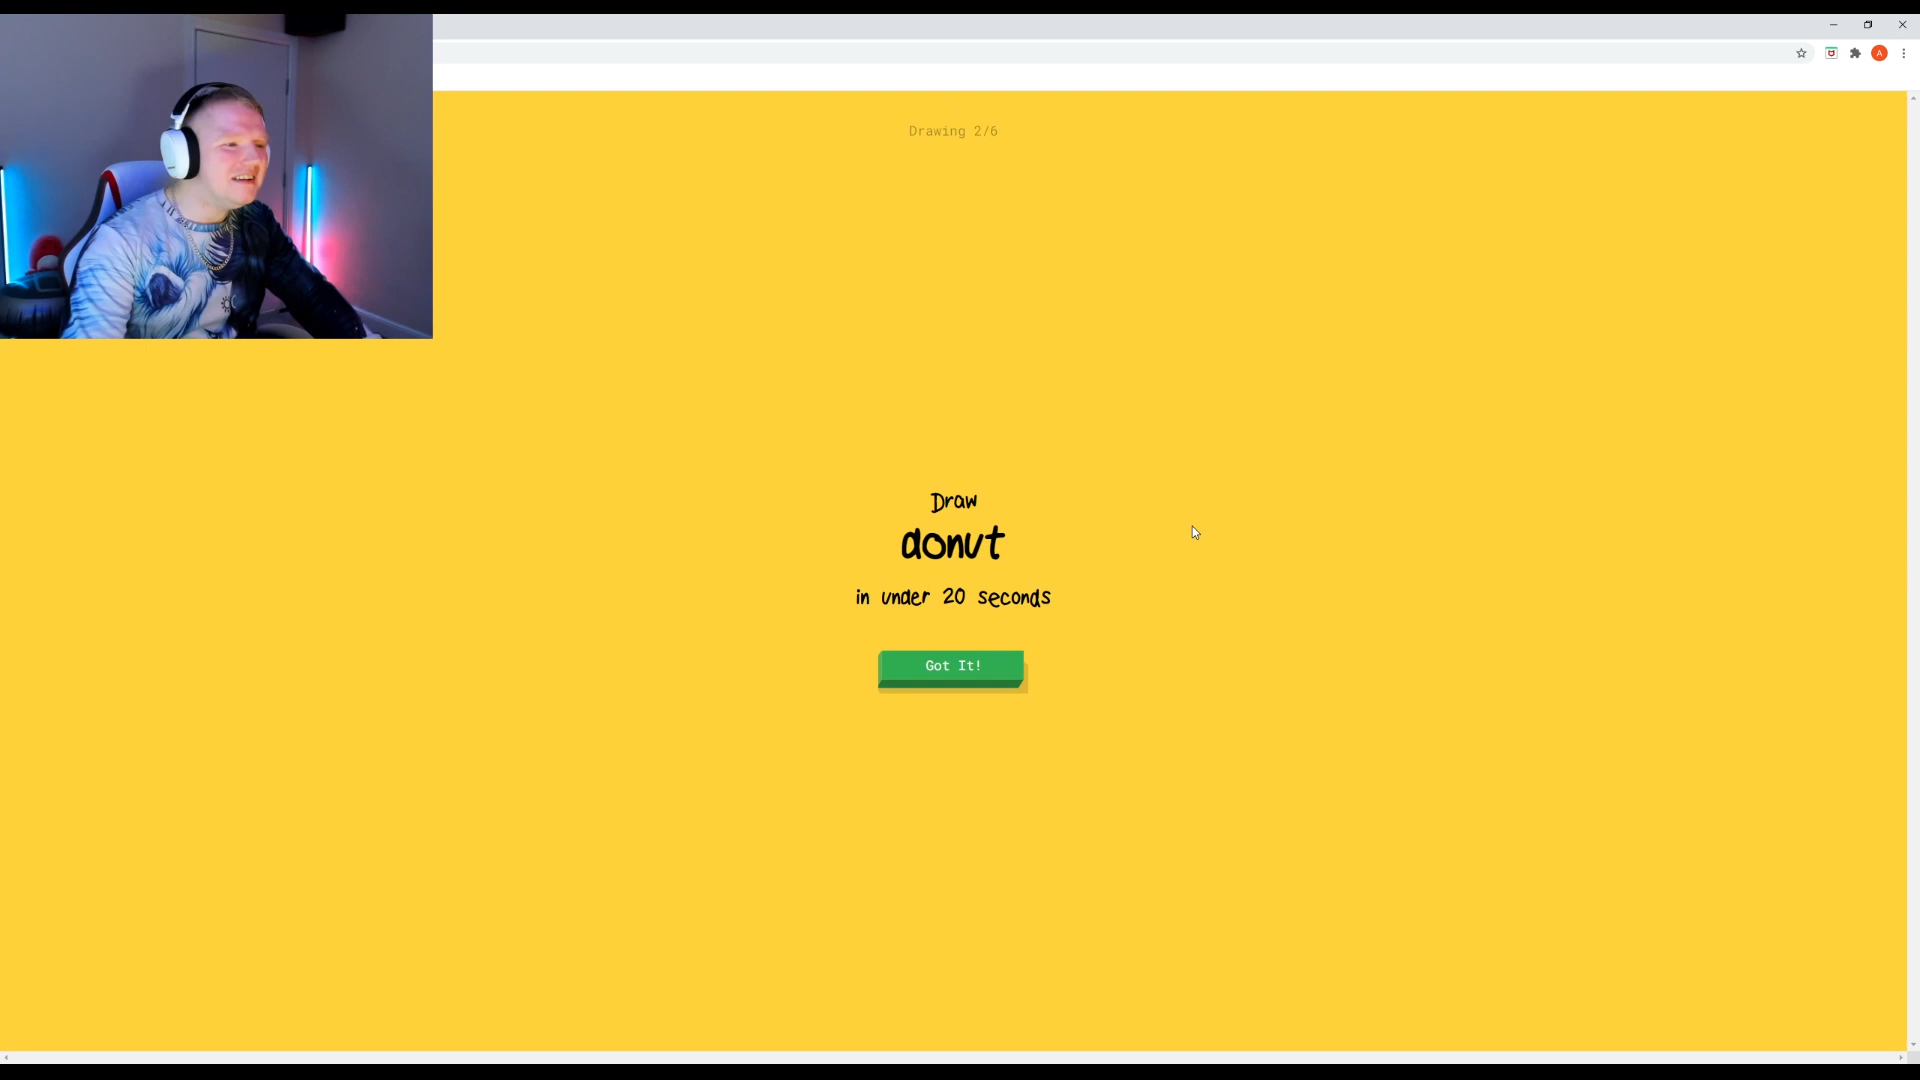 A
Drawing 2/6
Draw
donut
in under 20 seconds
Got It!